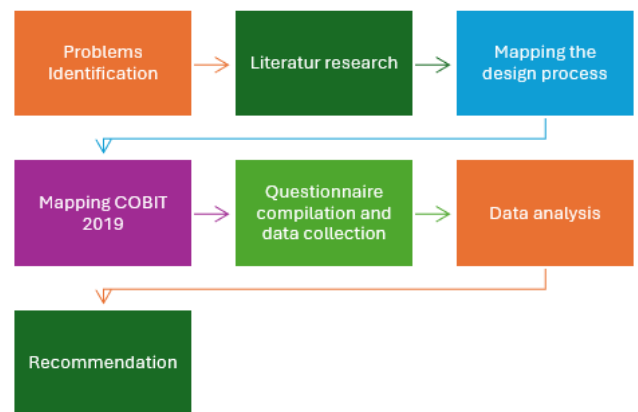 Problems
Identification
Literatur research
Mapping the
design process
Mapping COBIT
2019
Questionnaire
compilation and
data collection
Data analysis
Recommendation